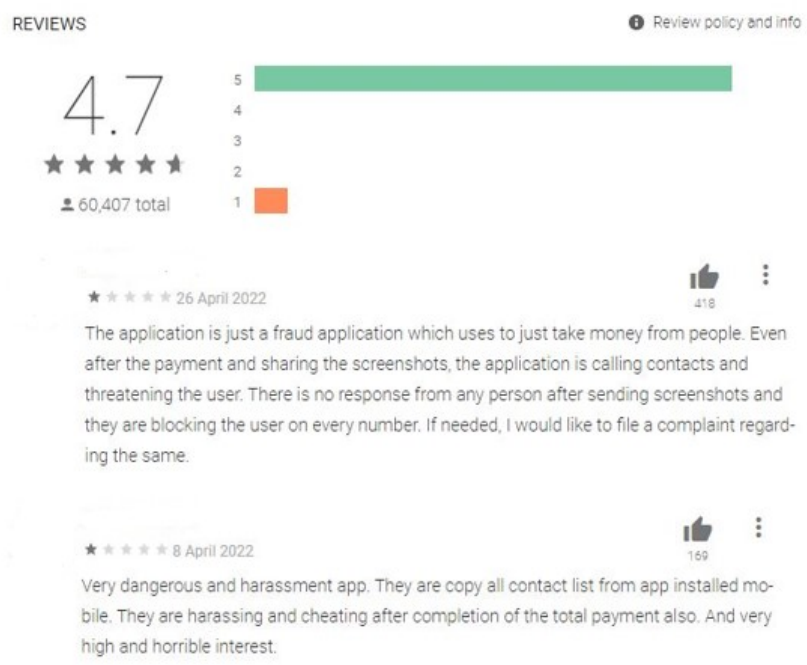 REVIEWS
Review policy and info
4.7
60,407 total
5
4
3
2
1
26 April 2022
418
The application is just a fraud application which uses to just take money from people. Even
after the payment and sharing the screenshots, the application is calling contacts and
threatening the user. There is no response from any person after sending screenshots and
they are blocking the user on every number. If needed, I would like to file a complaint regard-
ing the same.
8 April 2022
169
Very dangerous and harassment app. They are copy all contact list from app installed mo-
bile. They are harassing and cheating after completion of the total payment also. And very
high and horrible interest.